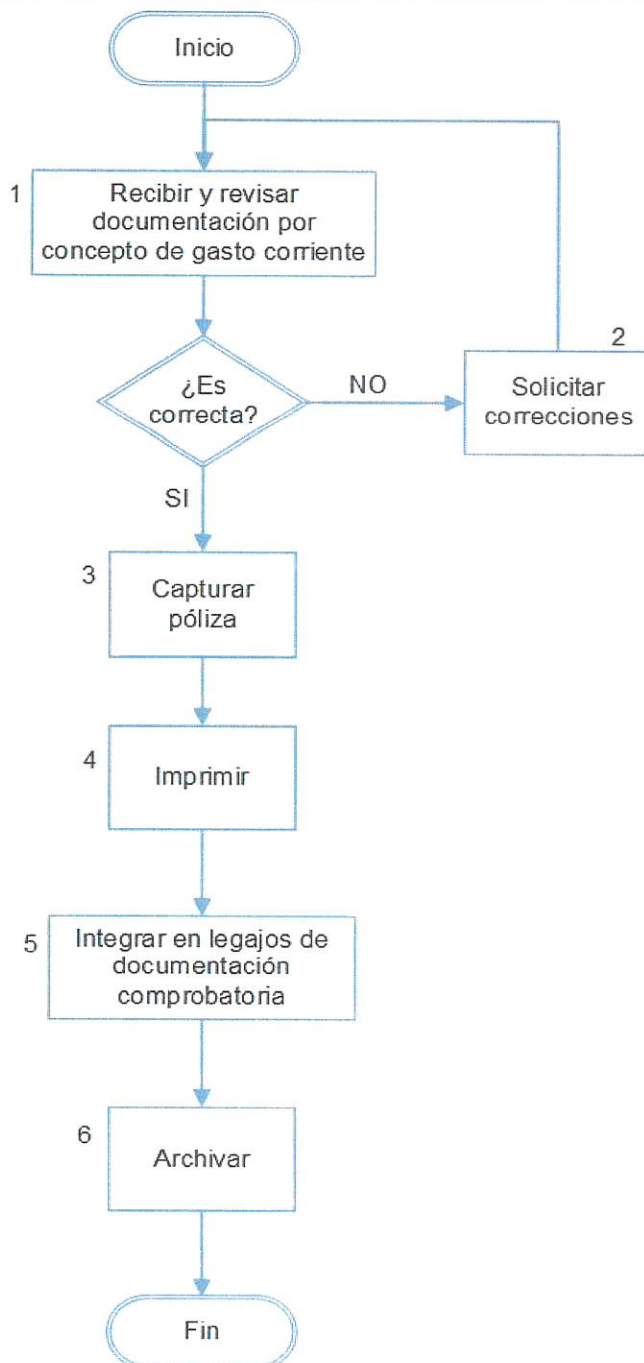 Inicio
1
Recibir y revisar
documentación por
concepto de gasto corriente
¿Es
correcta?
NO
2
Solicitar
correcciones
SI
3
Capturar
póliza
4
Imprimir
5
Integrar en legajos de
documentación
comprobatoria
6
Archivar
Fin